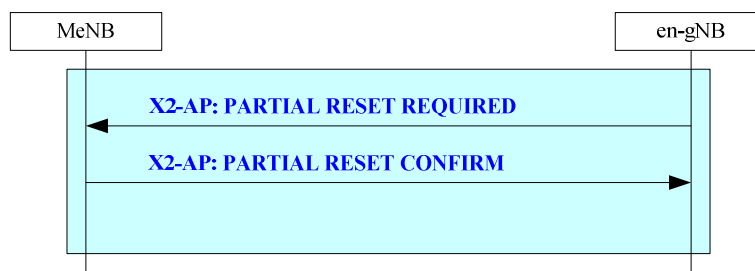 MeNB
en-gNB
X2-AP: PARTIAL RESET REQUIRED
X2-AP: PARTIAL RESET CONFIRM